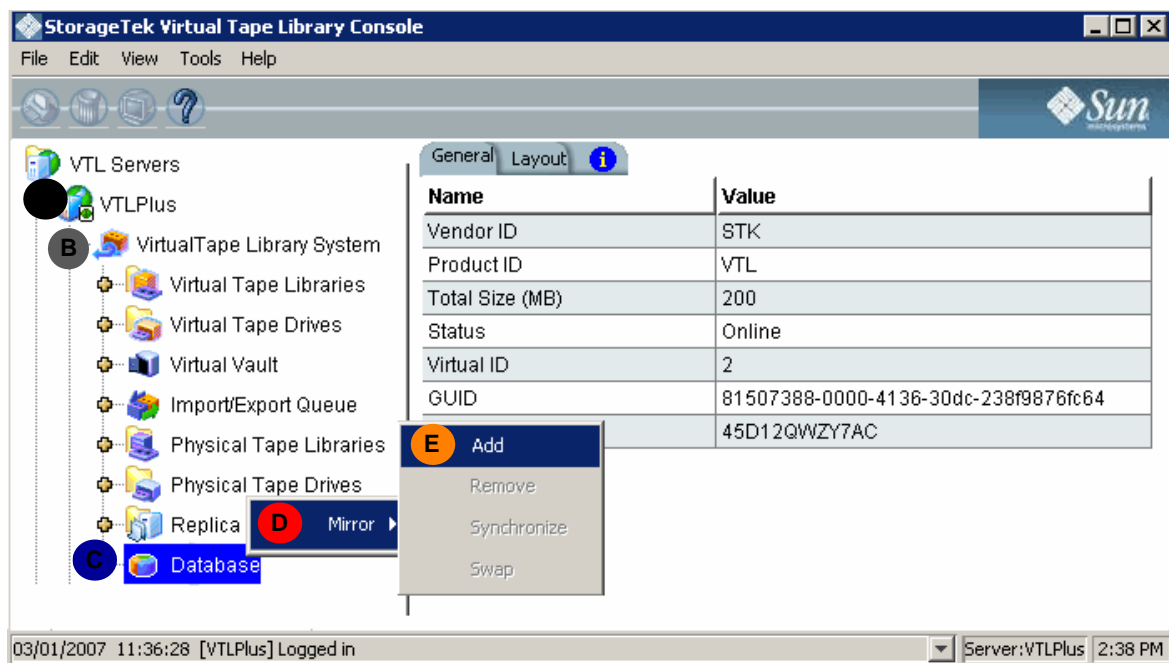 StorageTek Virtual Tape Library Console
File Edit View Tools Help
Sun
microsystems
VTL Servers
VTLPlus
B VirtualTape Library System
Virtual Tape Libraries
Virtual Tape Drives
Virtual Vault
Import/Export Queue
Physical Tape Libraries
Physical Tape Drives
Replica
C Database
D Mirror
E Add
Remove
Synchronize
Swap
General Layout i
Name Value
Vendor ID STK
Product ID VTL
Total Size (MB) 200
Status Online
Virtual ID 2
GUID 81507388-0000-4136-30dc-238f9876fc64
45D12QWZY7AC
03/01/2007 11:36:28 [VTLPlus] Logged in
Server:VTLPlus 2:38 PM